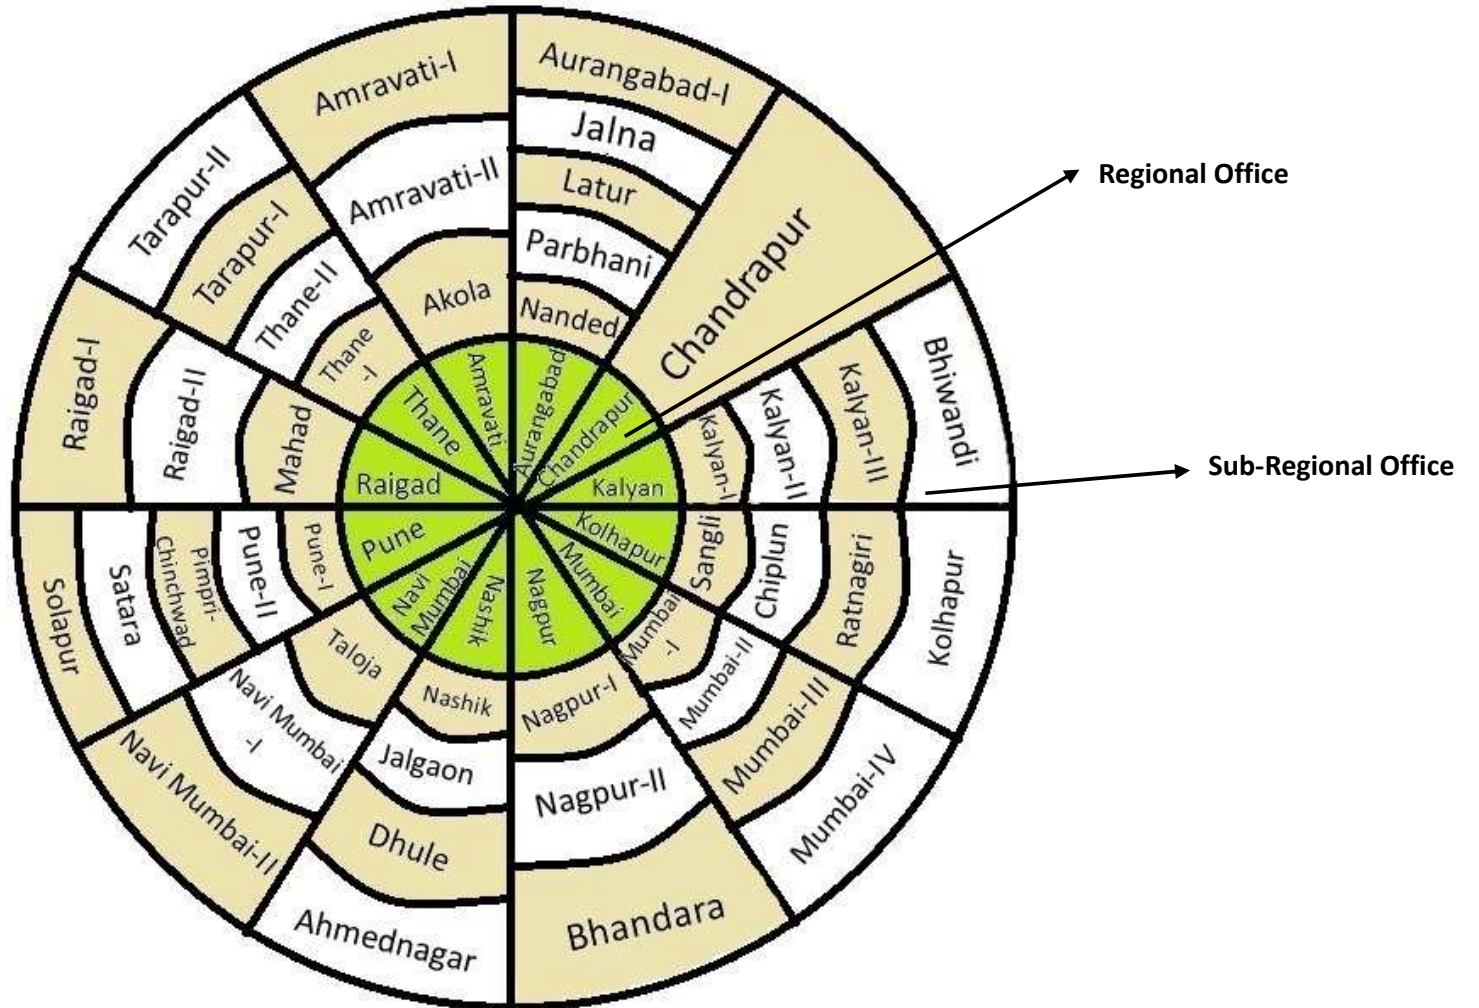 Amravati-I
Amravati-II
Akola
Amravati
Aurangabad-I
Jalna
Latur
Parbhani
Nanded
Aurangabad
Chandrapur
Chandrapur
Regional Office
Bhiwandi
Kalyan-III
Kalyan-II
Kalyan-I
Kalyan
Sub-Regional Office
Kolhapur
Ratnagiri
Chiplun
Sangli
Kolhapur
Mumbai-IV
Mumbai-III
Mumbai-II
Mumbai
-I
Mumbai
Bhandara
Nagpur-II
Nagpur-I
Nagpur
Ahmednagar
Dhule
Jalgaon
Nashik
Nashik
Navi Mumbai-II
Navi Mumbai
-I
Taloja
Navi
Mumbai
Solapur
Satara
Pimpri-
Chinchwad
Pune-II
Pune-I
Pune
Raigad-I
Raigad-II
Mahad
Raigad
Tarapur-II
Tarapur-I
Thane-II
Thane
-I
Thane